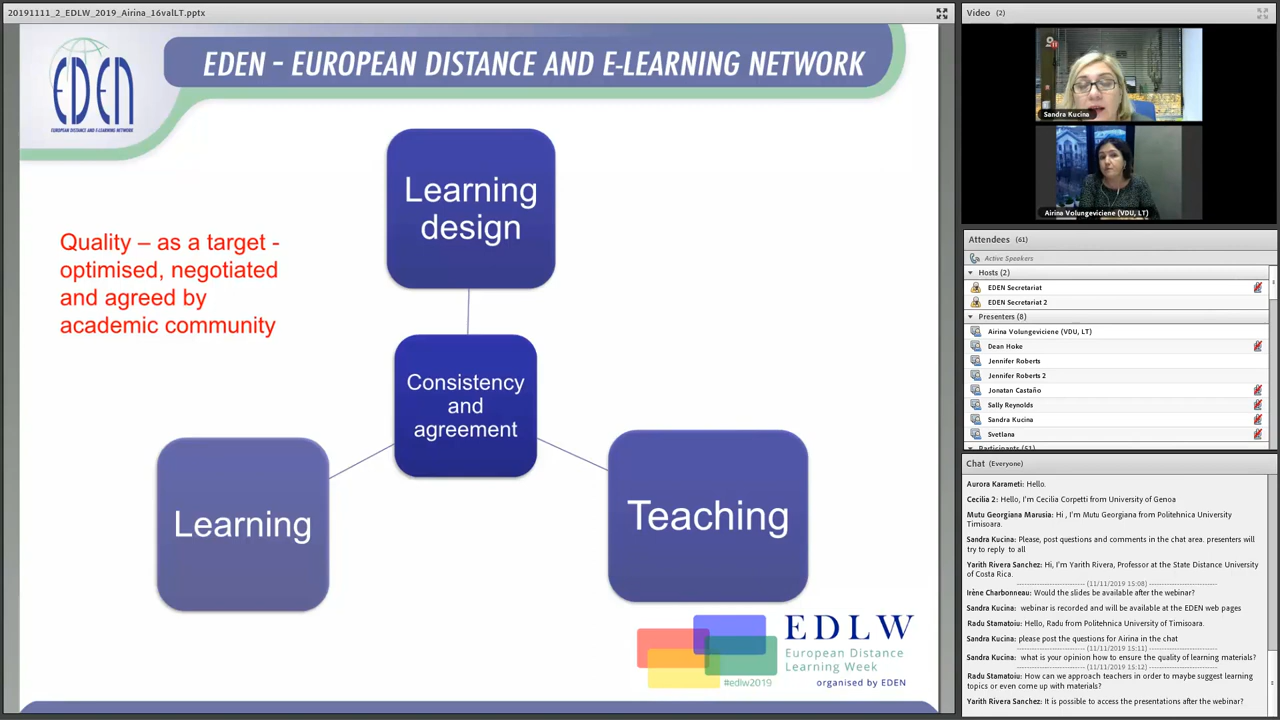 20191111_2_EDLW_2019_Airina_16valLT.pptx
EDEN
EUROPEAN DISTANCE AND E-LEARNING NETWORK
EDEN - EUROPEAN DISTANCE AND E-LEARNING NETWORK
Learning
design
Quality – as a target -
optimised, negotiated
and agreed by
academic community
Consistency
and
agreement
Learning
Teaching
EDLW
European Distance
Learning Week
#edlw2019
organised by EDEN
Video (2)
Sandra Kucina
Airina Volungeviciene (VDU, LT)
Attendees (61)
Active Speakers
Hosts (2)
EDEN Secretariat
EDEN Secretariat 2
Presenters (8)
Airina Volungeviciene (VDU, LT)
Dean Hoke
Jennifer Roberts
Jennifer Roberts 2
Jonatan Castaño
Sally Reynolds
Sandra Kucina
Svetlana
Participants (51)
Chat (Everyone)
Aurora Karameti: Hello.
Cecilia 2: Hello, I'm Cecilia Corpetti from University of Genoa
Mutu Georgiana Marusia: Hi , I'm Mutu Georgiana from Politehnica University
Timisoara.
Sandra Kucina: Please, post questions and comments in the chat area. presenters will
try to reply to all
Yarith Rivera Sanchez: Hi, I'm Yarith Rivera, Professor at the State Distance University
of Costa Rica.
(11/11/2019 15:08)
Irène Charbonneau: Would the slides be available after the webinar?
Sandra Kucina: webinar is recorded and will be available at the EDEN web pages
Radu Stamatoiu: Hello, Radu from Politehnica University of Timisoara.
Sandra Kucina: please post the questions for Airina in the chat
(11/11/2019 15:11)
Sandra Kucina: what is your opinion how to ensure the quality of learning materials?
(11/11/2019 15:12)
Radu Stamatoiu: How can we approach teachers in order to maybe suggest learning
topics or even come up with materials?
Yarith Rivera Sanchez: It is possible to access the presentations after the webinar?